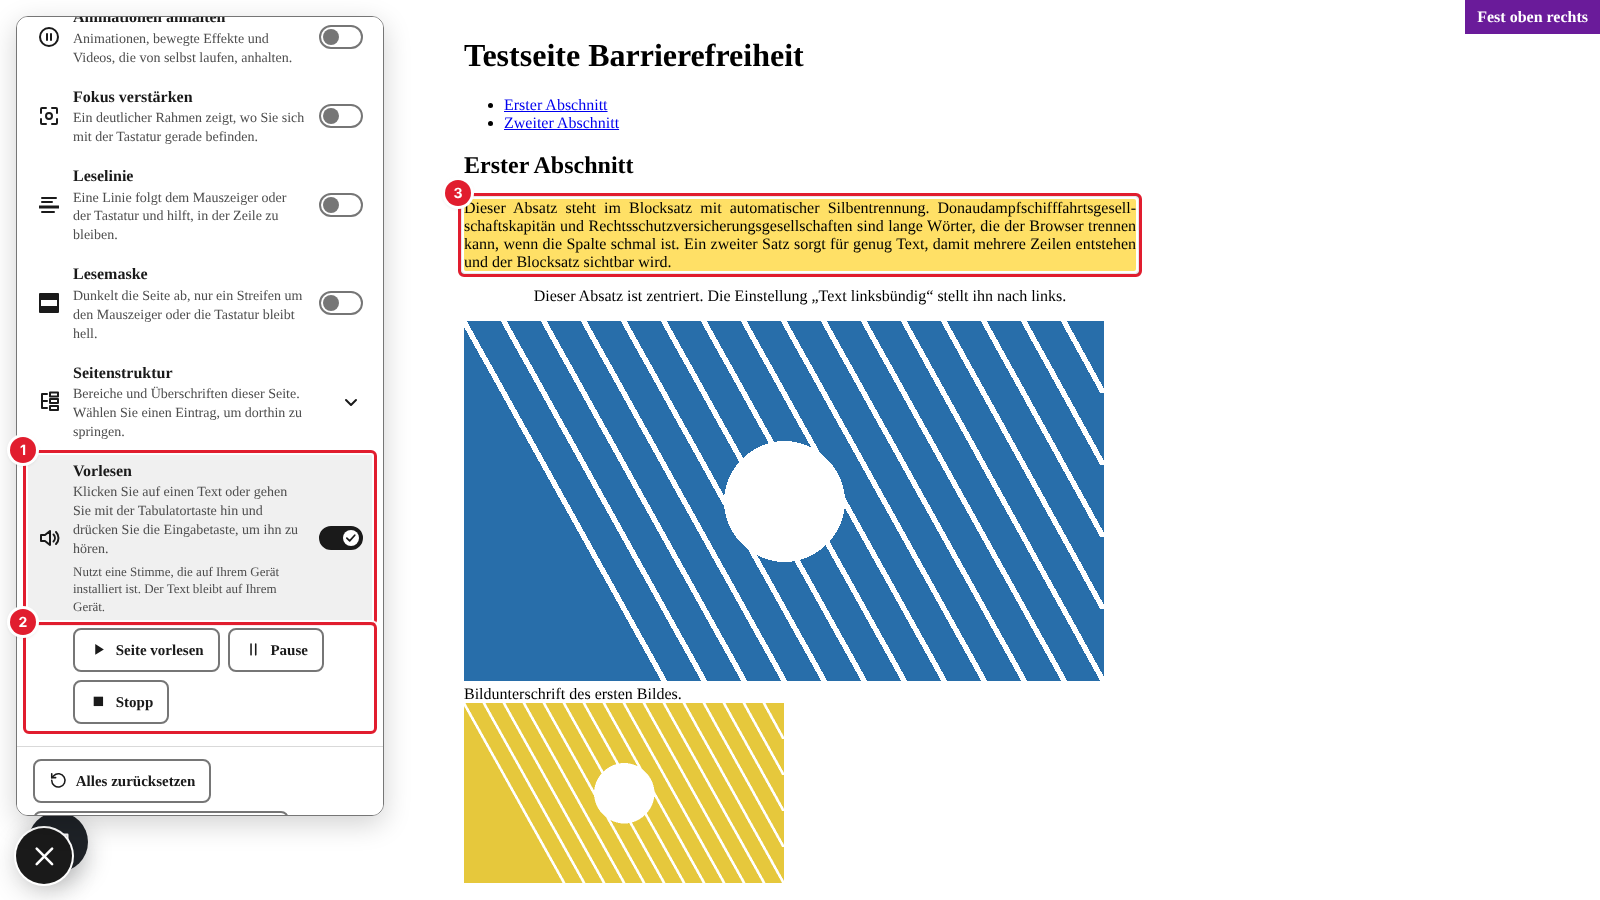 Animationen anhalten
Animationen, bewegte Effekte und
Videos, die von selbst laufen, anhalten.
Fokus verstärken
Ein deutlicher Rahmen zeigt, wo Sie sich
mit der Tastatur gerade befinden.
Leselinie
Eine Linie folgt dem Mauszeiger oder
der Tastatur und hilft, in der Zeile zu
bleiben.
Lesemaske
Dunkelt die Seite ab, nur ein Streifen um
den Mauszeiger oder die Tastatur bleibt
hell.
Seitenstruktur
Bereiche und Überschriften dieser Seite.
Wählen Sie einen Eintrag, um dorthin zu
springen.
1
Vorlesen
Klicken Sie auf einen Text oder gehen
Sie mit der Tabulatortaste hin und
drücken Sie die Eingabetaste, um ihn zu
hören.
Nutzt eine Stimme, die auf Ihrem Gerät
installiert ist. Der Text bleibt auf Ihrem
Gerät.
2
Seite vorlesen
Pause
Stopp
Alles zurücksetzen
Fest oben rechts
Testseite Barrierefreiheit
Erster Abschnitt
Zweiter Abschnitt
Erster Abschnitt
3
Dieser Absatz steht im Blocksatz mit automatischer Silbentrennung. Donaudampfschifffahrtsgesell-
schaftskapitän und Rechtsschutzversicherungsgesellschaften sind lange Wörter, die der Browser trennen
kann, wenn die Spalte schmal ist. Ein zweiter Satz sorgt für genug Text, damit mehrere Zeilen entstehen
und der Blocksatz sichtbar wird.
Dieser Absatz ist zentriert. Die Einstellung „Text linksbündig“ stellt ihn nach links.
Bildunterschrift des ersten Bildes.